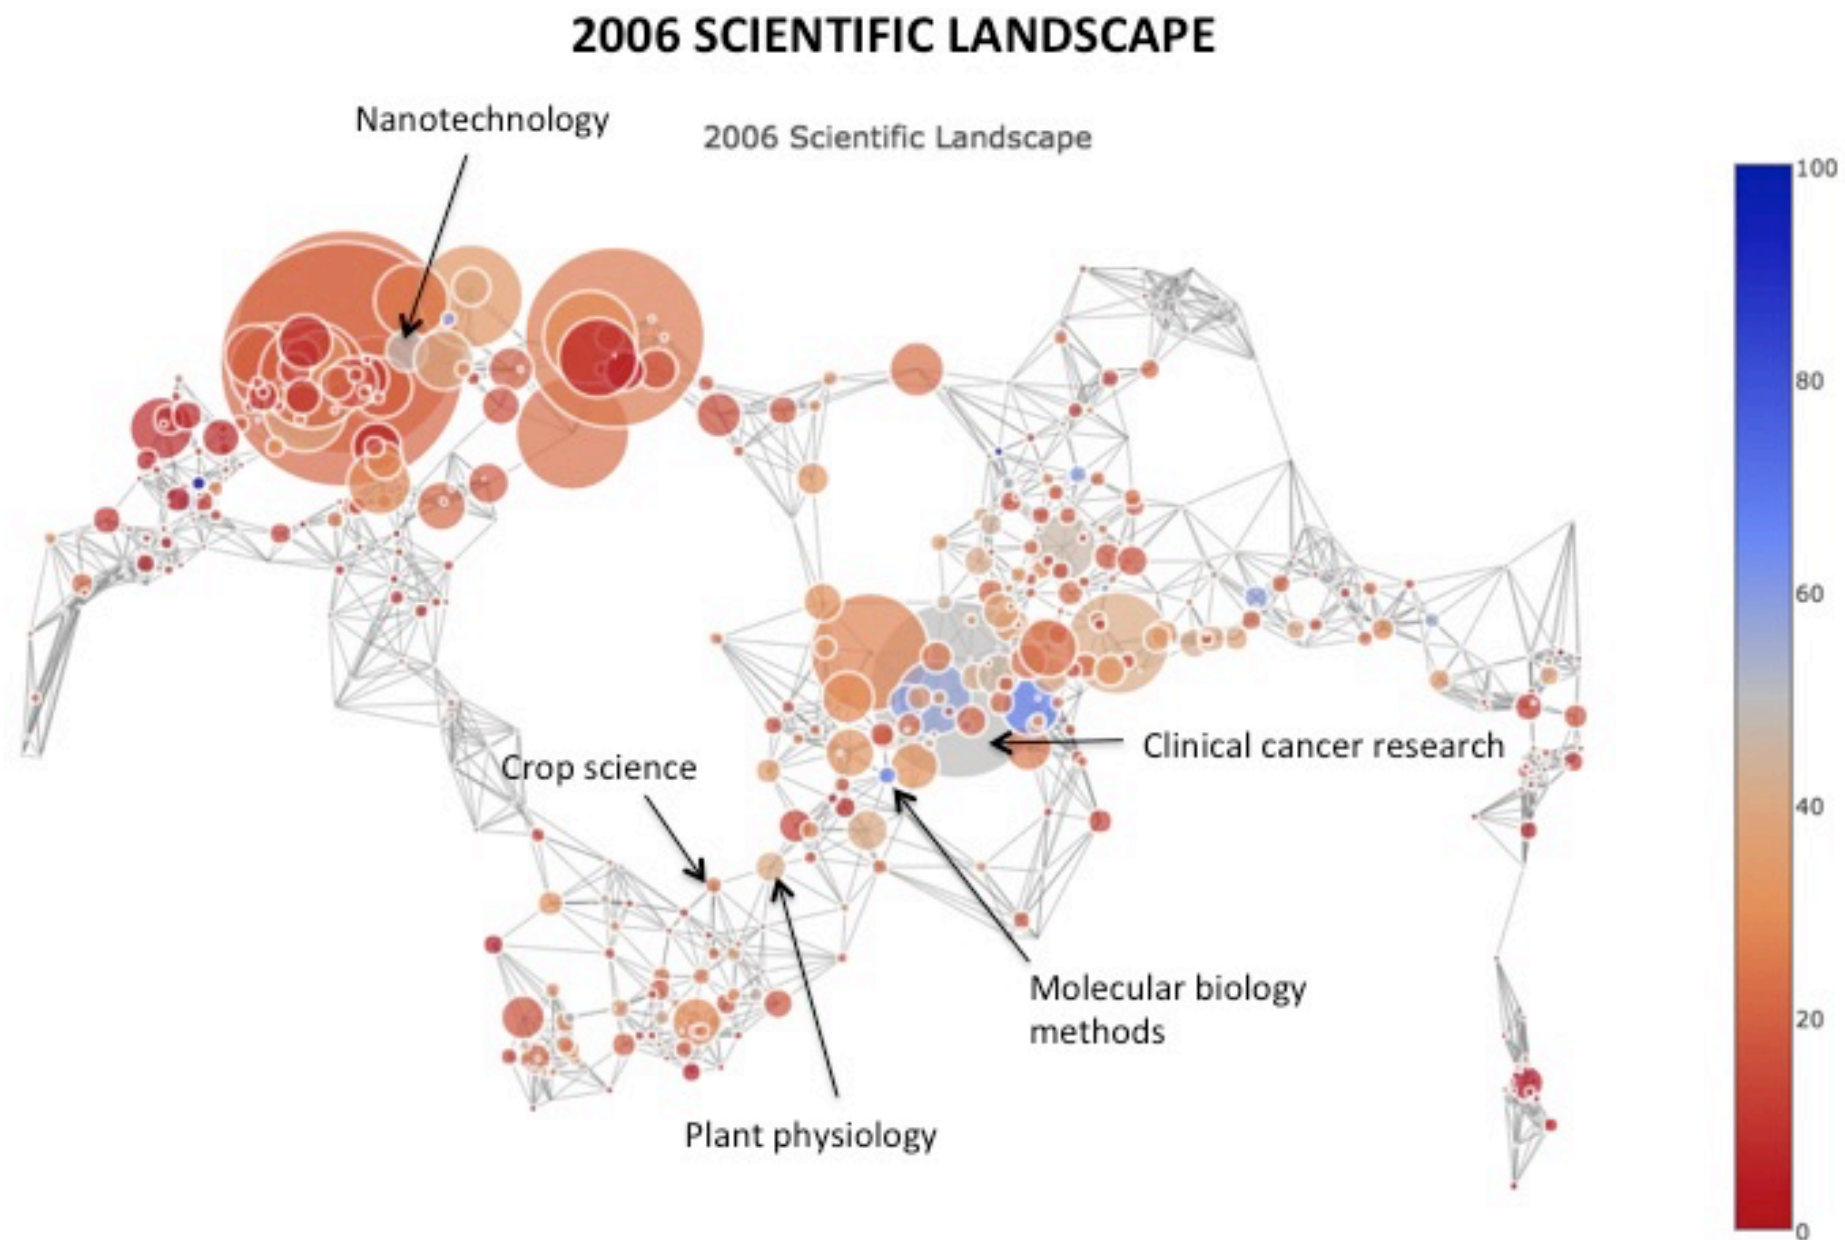 2006 SCIENTIFIC LANDSCAPE
Nanotechnology
2006 Scientific Landscape
100
80
60
40
20
0
Clinical cancer research
Crop science
Molecular biology
methods
Plant physiology